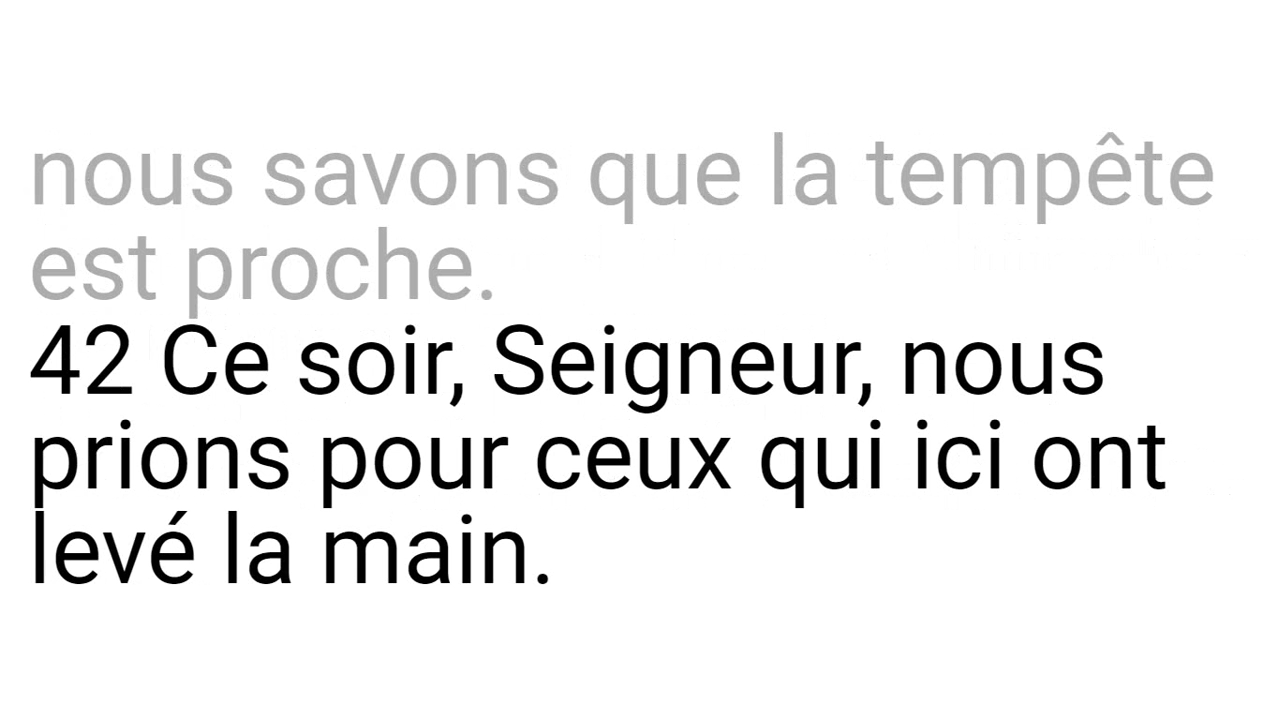 nous savons que la tempête
est proche.
42 Ce soir, Seigneur, nous
prions pour ceux qui ici ont
levé la main.